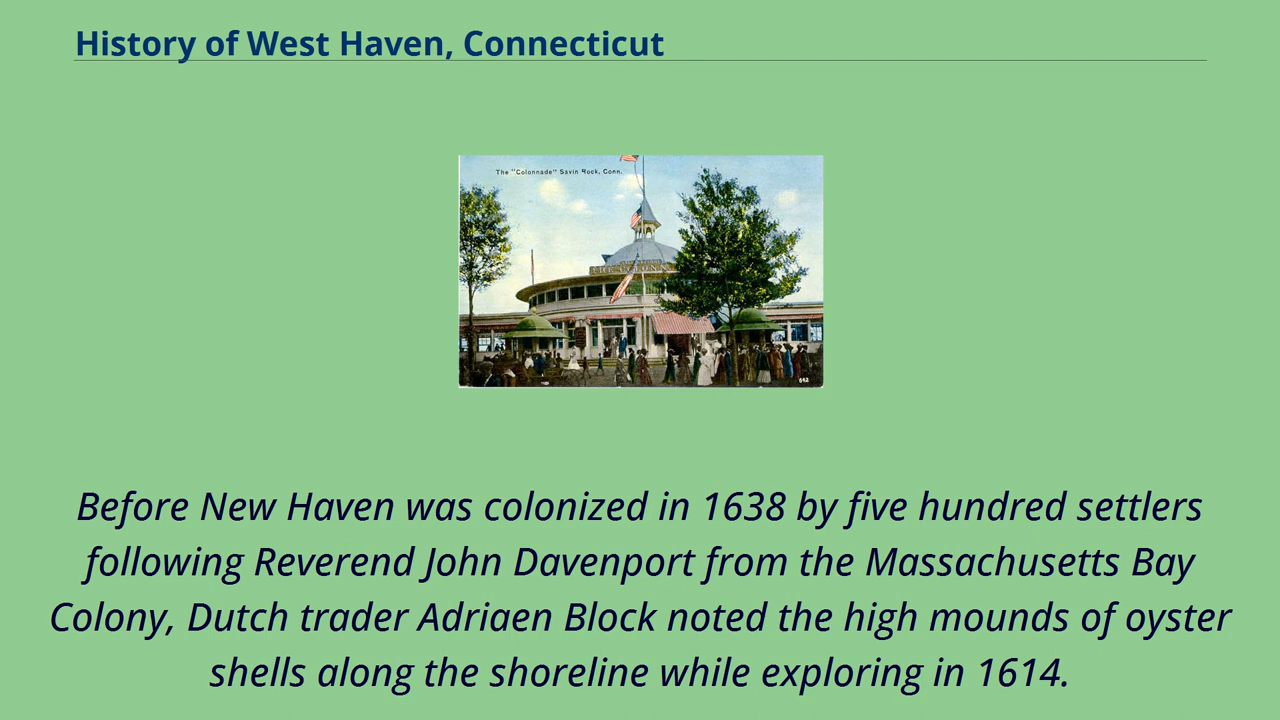 History of West Haven, Connecticut
The "Colonnade" Savin Rock, Conn.
642
Before New Haven was colonized in 1638 by five hundred settlers
following Reverend John Davenport from the Massachusetts Bay
Colony, Dutch trader Adriaen Block noted the high mounds of oyster
shells along the shoreline while exploring in 1614.